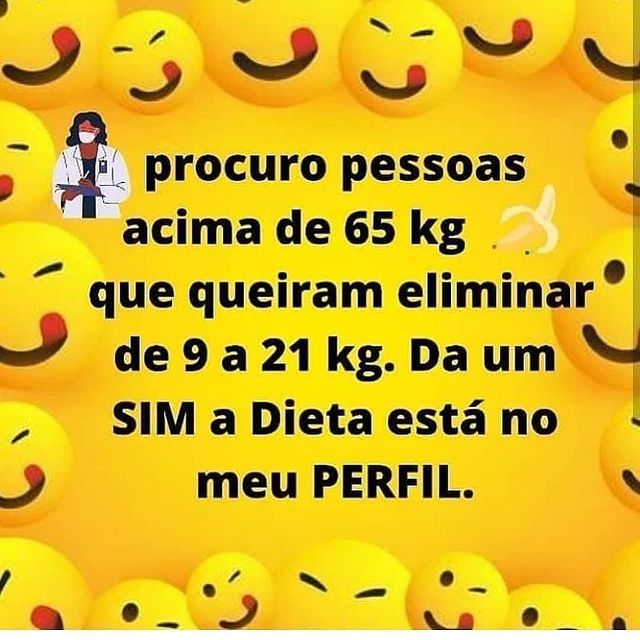 procuro pessoas
acima de 65 kg
que queiram eliminar
de 9 a 21 kg. Da um
SIM a Dieta está no
meu PERFIL.